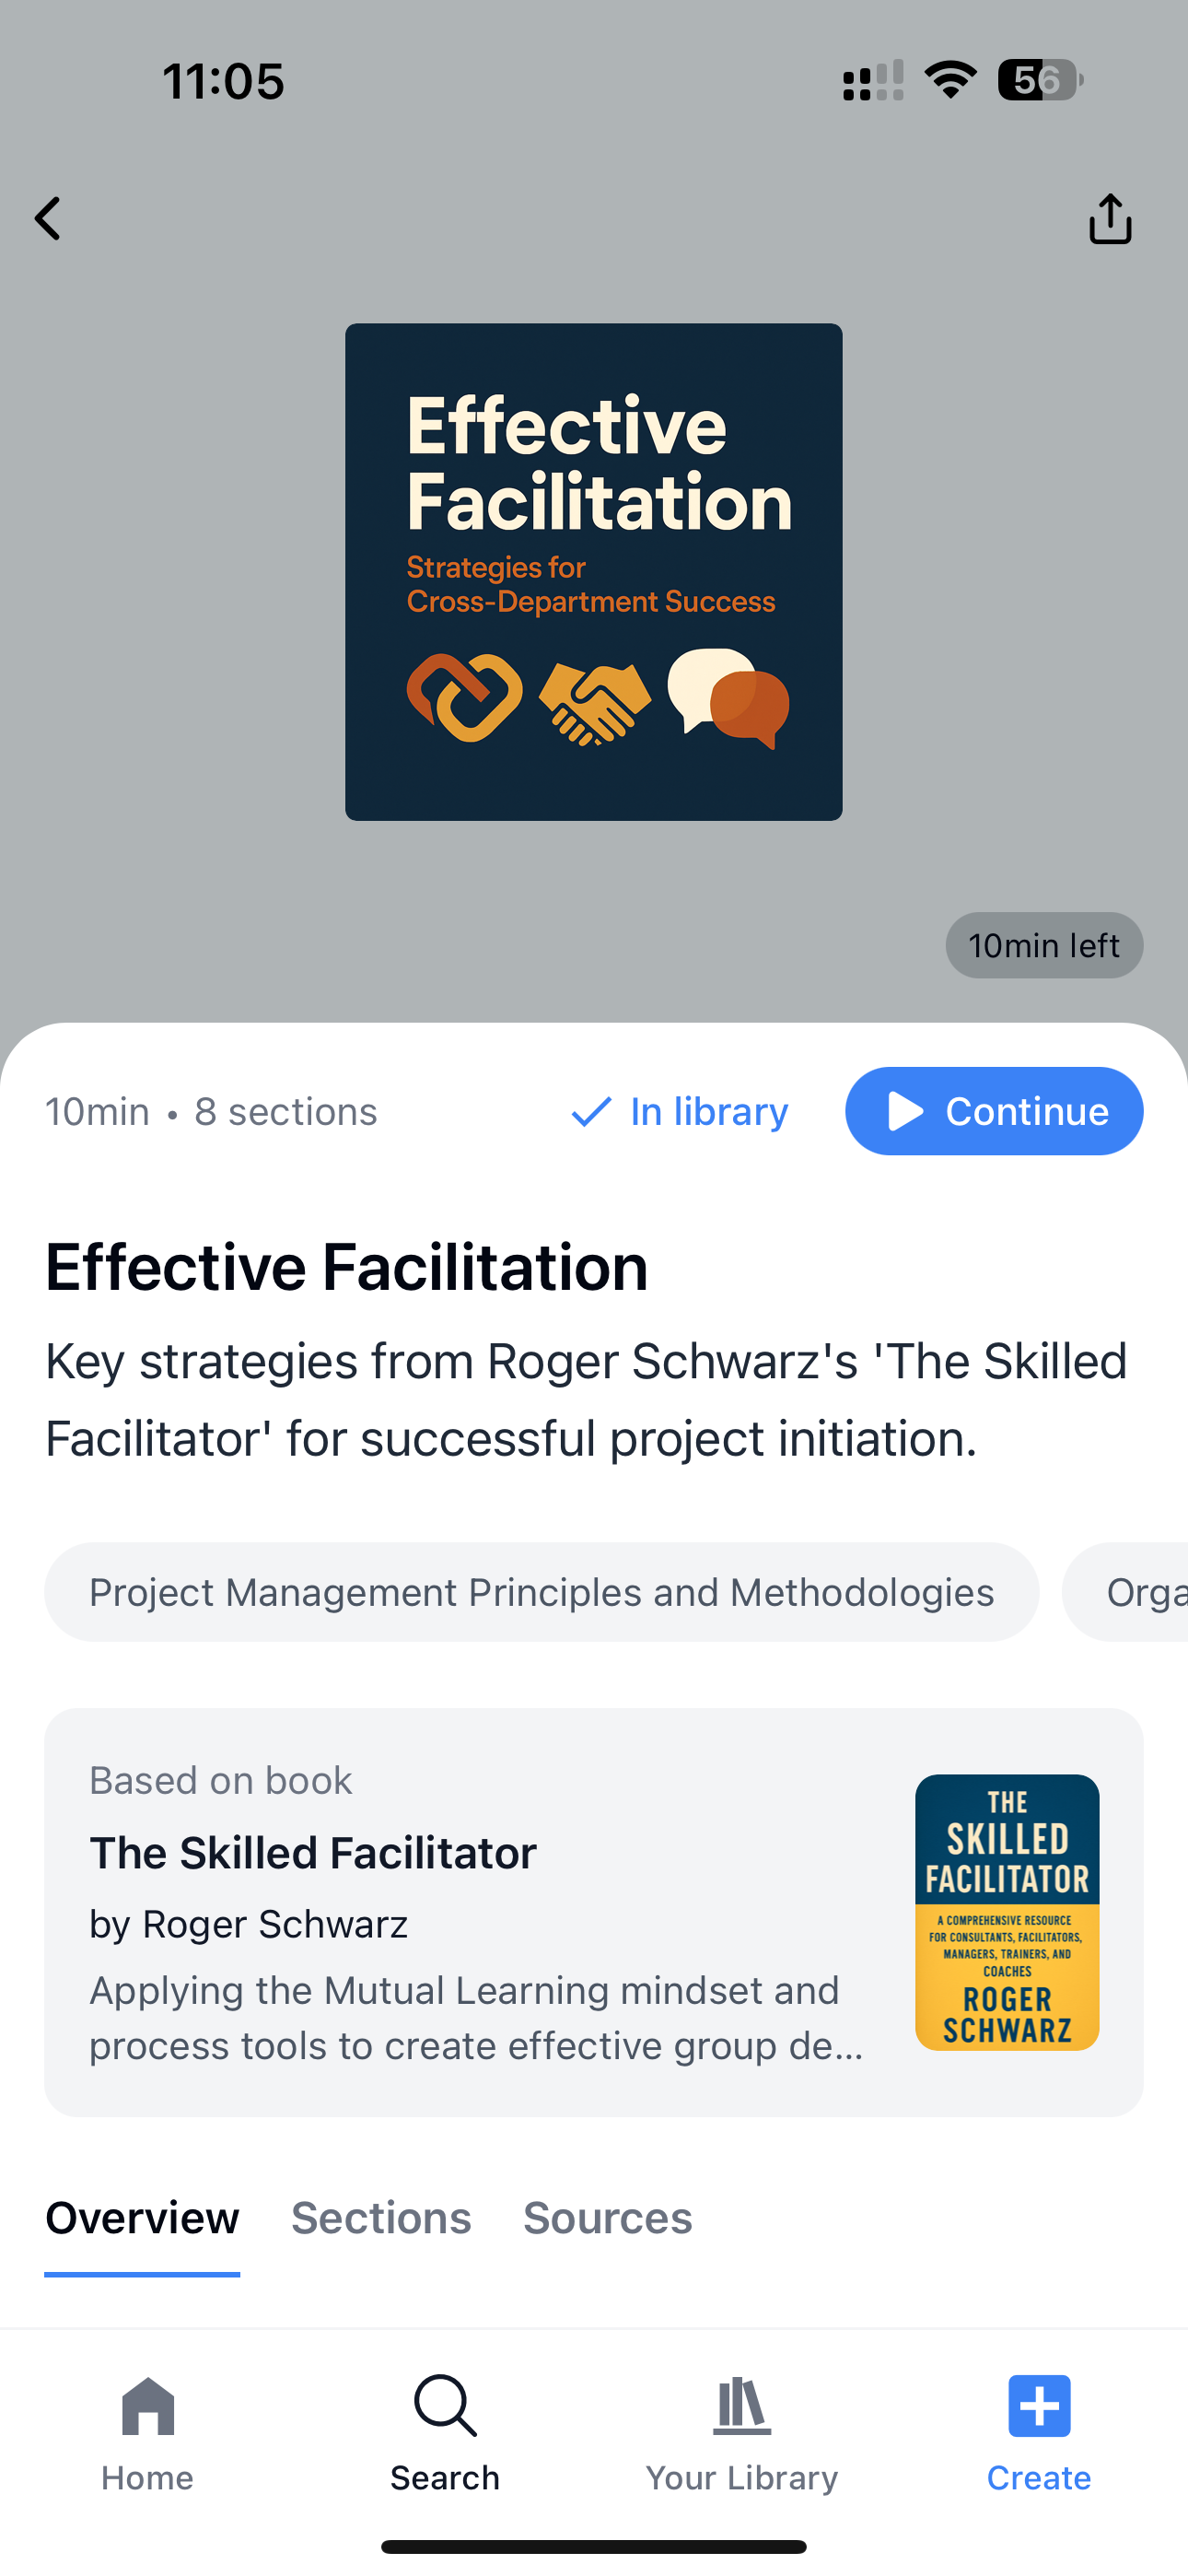 11:05
56
Effective
Facilitation
Strategies for
Cross-Department Success
10min left
10min • 8 sections
In library
Continue
Effective Facilitation
Key strategies from Roger Schwarz's 'The Skilled
Facilitator' for successful project initiation.
Project Management Principles and Methodologies
Orga
Based on book
The Skilled Facilitator
by Roger Schwarz
Applying the Mutual Learning mindset and
process tools to create effective group de...
THE
SKILLED
FACILITATOR
A COMPREHENSIVE RESOURCE
FOR CONSULTANTS, FACILITATORS,
MANAGERS, TRAINERS, AND
COACHES
ROGER
SCHWARZ
Overview
Sections
Sources
Home
Search
Your Library
Create